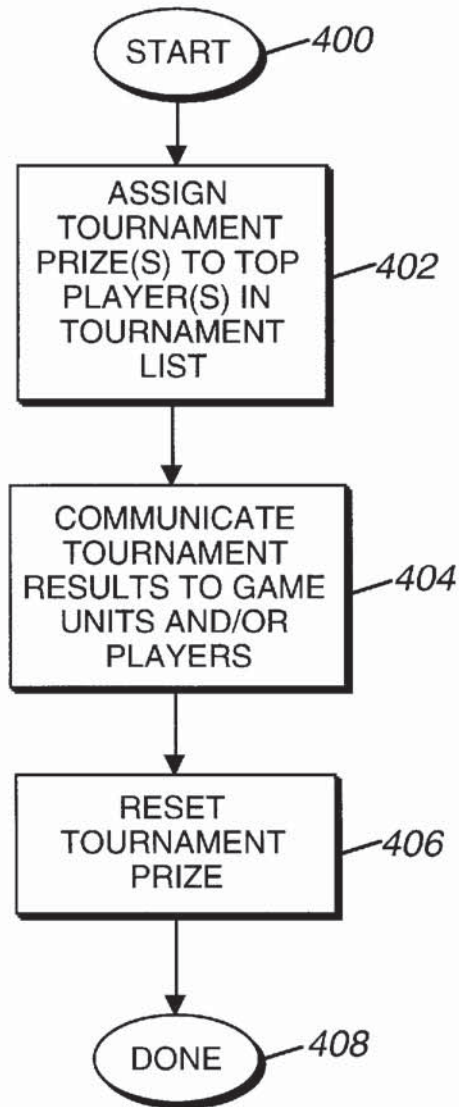 START
400
ASSIGN
TOURNAMENT
PRIZE(S) TO TOP
PLAYER(S) IN
TOURNAMENT
LIST
402
COMMUNICATE
TOURNAMENT
RESULTS TO GAME
UNITS AND/OR
PLAYERS
404
RESET
TOURNAMENT
PRIZE
406
DONE
408